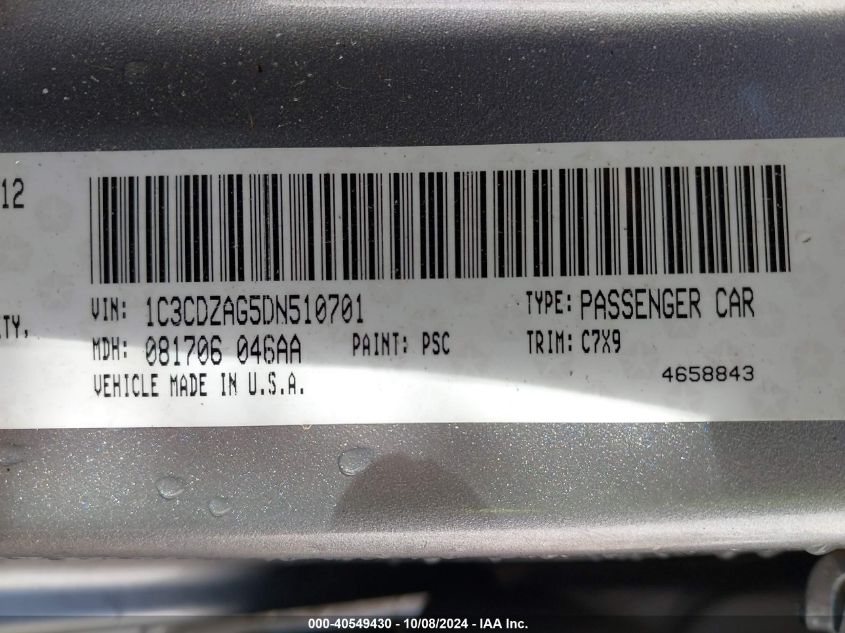 12
VIN: 1C3CDZAG5DN510701 TYPE: PASSENGER CAR
ITY,
MDH: 081706 046AA PAINT: PSC TRIM: C7X9
VEHICLE MADE IN U.S.A. 4658843
000-40549430 - 10/08/2024 - IAA Inc.